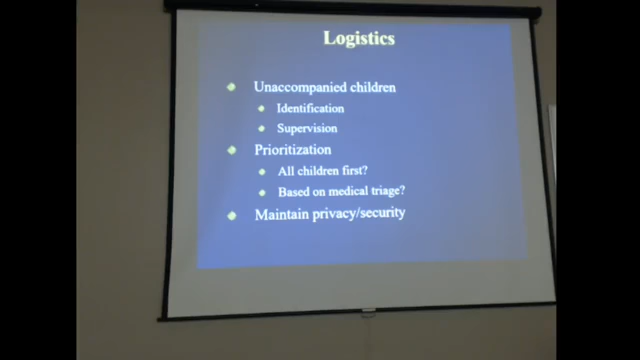 Logistics
Unaccompanied children
Identification
Supervision
Prioritization
All children first?
Based on medical triage?
Maintain privacy/security